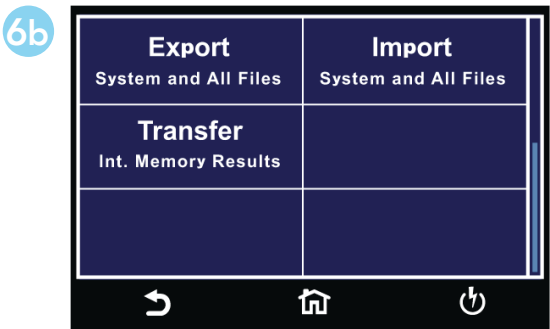 6b
Export
System and All Files
Import
System and All Files
Transfer
Int. Memory Results